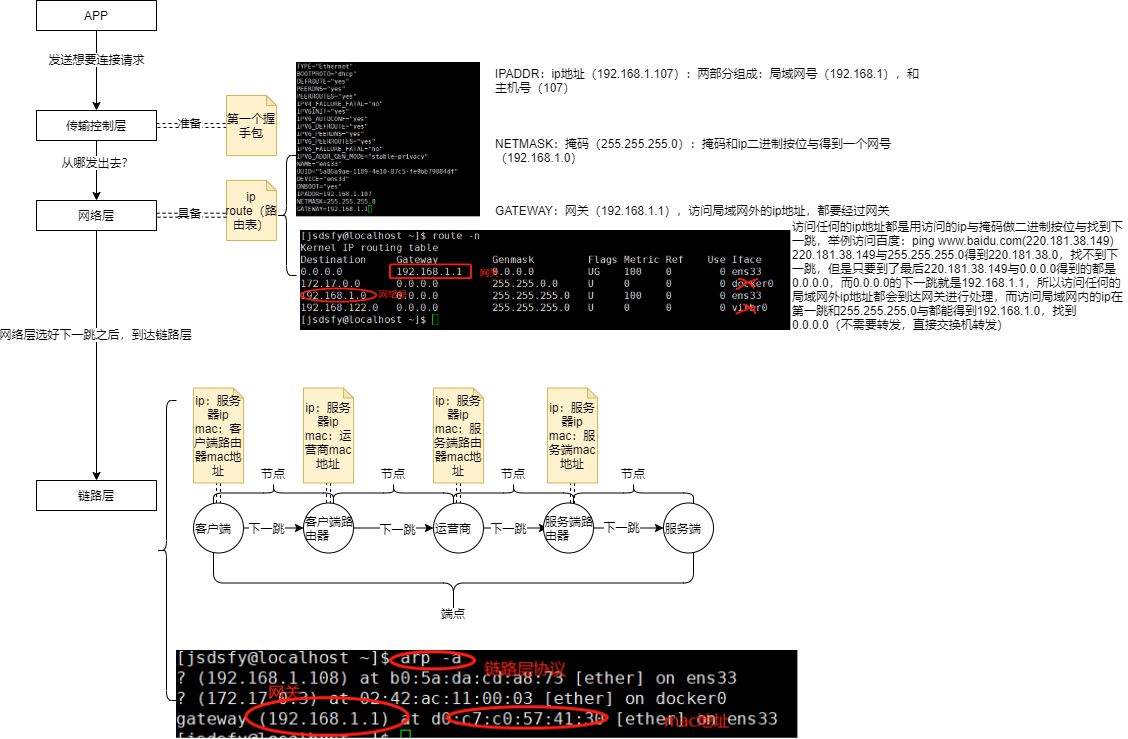 APP
发送想要连接请求
传输控制层
准备
第一个握
手包
从哪发出去？
网络层
具备
ip
route（路
由表）
TYPE="Ethernet"
BOOTPROTO="dhcp"
DEFROUTE="yes"
PEERDNS="yes"
PEERROUTES="yes"
IPV4_FAILURE_FATAL="no"
IPV6INIT="yes"
IPV6_AUTOCONF="yes"
IPV6_DEFROUTE="yes"
IPV6_PEERDNS="yes"
IPV6_PEERROUTES="yes"
IPV6_FAILURE_FATAL="no"
IPV6_ADDR_GEN_MODE="stable-privacy"
NAME="ens33"
DEVICE="ens33"
ONBOOT="yes"
IPADDR=192.168.1.107
NETMASK=255.255.255.0
GATEWAY=192.168.1.1
IPADDR：ip地址（192.168.1.107）：两部分组成：局域网号（192.168.1），和
主机号（107）
NETMASK：掩码（255.255.255.0）：掩码和ip二进制按位与得到一个网号
（192.168.1.0）
GATEWAY：网关（192.168.1.1），访问局域网外的ip地址，都要经过网关
[jsdsfy@localhost ~]$ route -n
Kernel IP routing table
Destination Gateway Genmask Flags Metric Ref Use Iface
0.0.0.0 192.168.1.1 网关 0.0.0.0 UG 100 0 0 ens33
172.17.0.0 0.0.0.0 255.255.0.0 U 0 0 0 docker0
192.168.1.0 网络号 0.0.0.0 255.255.255.0 U 100 0 0 ens33
192.168.122.0 0.0.0.0 255.255.255.0 U 0 0 0 virbr0
[jsdsfy@localhost ~]$
访问任何的ip地址都是用访问的ip与掩码做二进制按位与找到下
一跳，举例访问百度：ping www.baidu.com(220.181.38.149)
220.181.38.149与255.255.255.0得到220.181.38.0，找不到下
一跳，但是只要到了最后220.181.38.149与0.0.0.0得到的都是
0.0.0.0，而0.0.0.0的下一跳就是192.168.1.1，所以访问任何的
局域网外ip地址都会到达网关进行处理，而访问局域网内的ip在
第一跳和255.255.255.0与都能得到192.168.1.0，找到
0.0.0.0（不需要转发，直接交换机转发）
网络层选好下一跳之后，到达链路层
链路层
ip：服务
器ip
mac：客
户端路由
器mac地
址
ip：服务
器ip
mac：运
营商mac
地址
ip：服务
器ip
mac：服
务端路由
器mac地
址
ip：服务
器ip
mac：服
务端mac
地址
节点
节点
节点
节点
客户端
下一跳
客户端路
由器
下一跳
运营商
下一跳
服务端路
由器
下一跳
服务端
端点
[jsdsfy@localhost ~]$ arp -a
链路层协议
? (192.168.1.108) at b0:5a:da:cd:a8:73 [ether] on ens33
网关
? (172.17.0.3) at 02:42:ac:11:00:03 [ether] on docker0
gateway (192.168.1.1) at d0:c7:c0:57:41:30 [ether] on ens33
mac地址
[jsdsfy@localhost ~]$